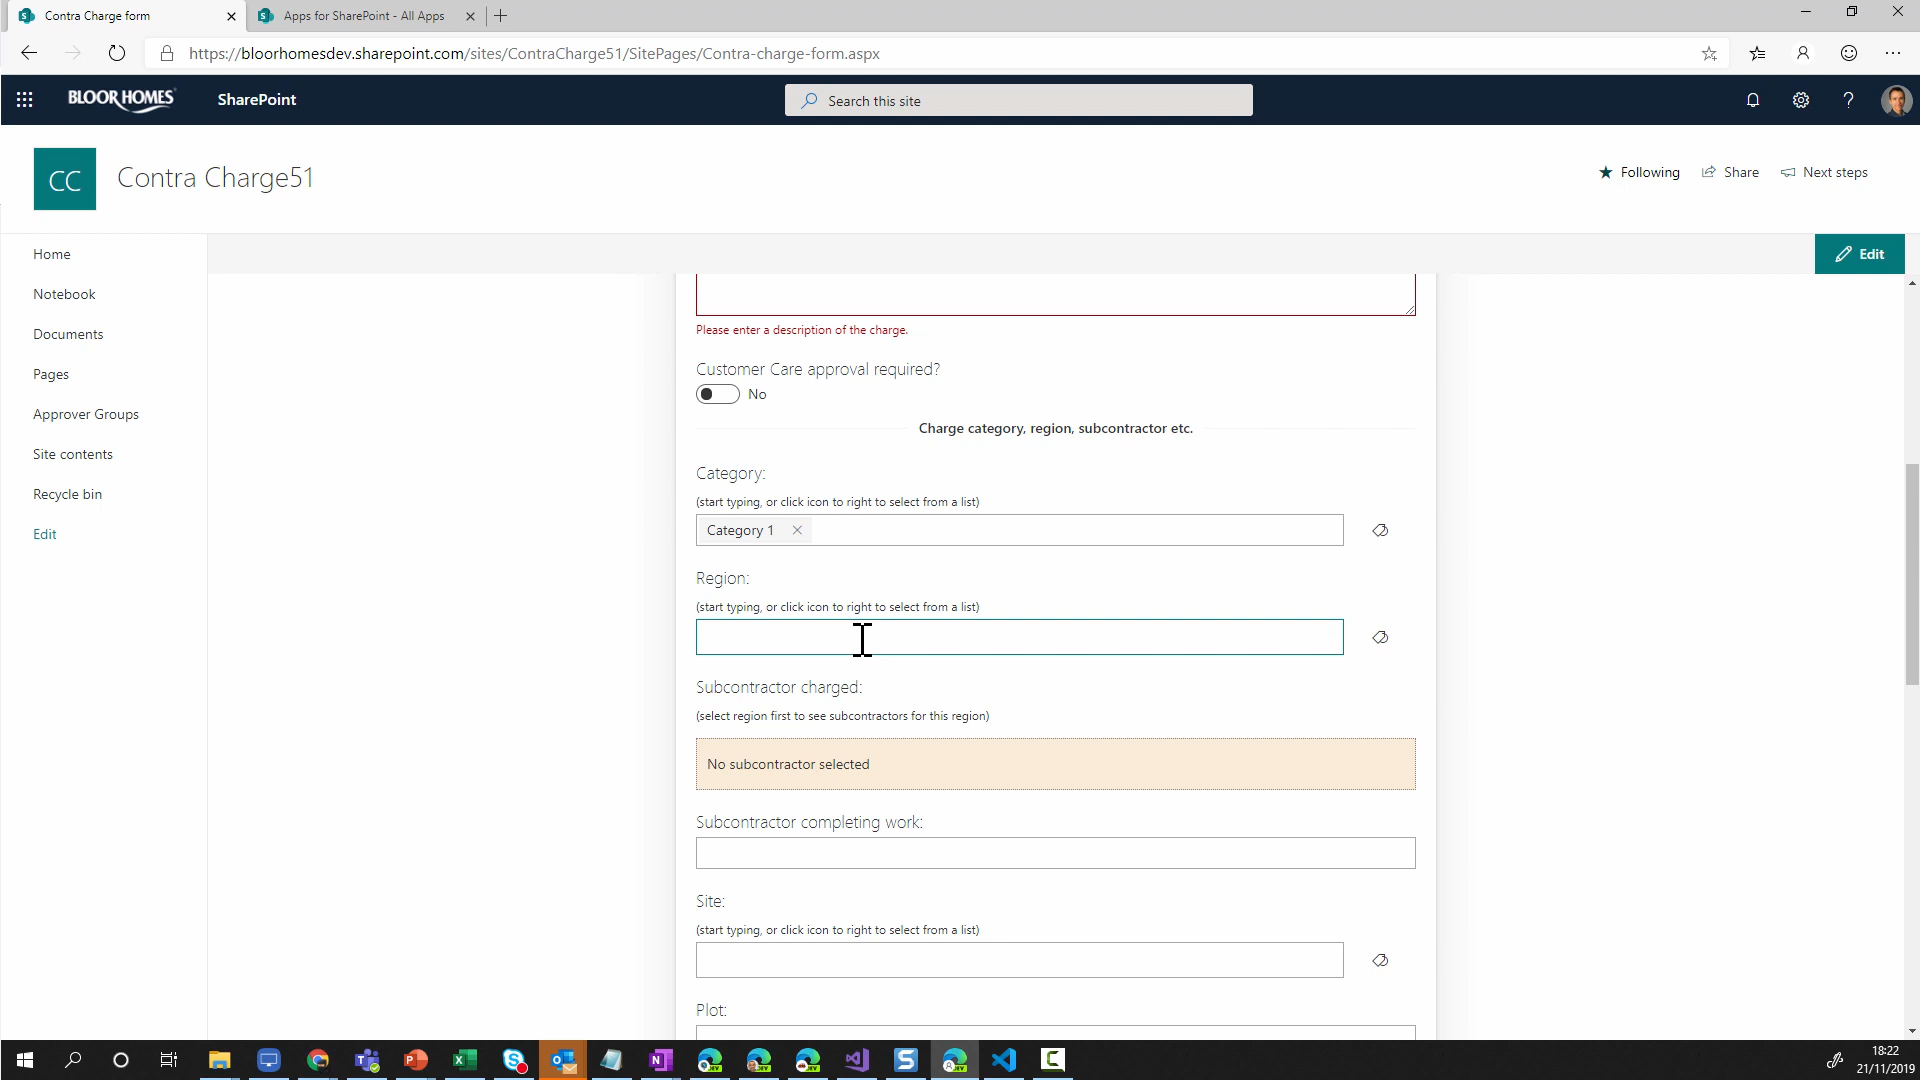 Contra Charge form
Apps for SharePoint - All Apps
https://bloorhomesdev.sharepoint.com/sites/ContraCharge51/SitePages/Contra-charge-form.aspx
BLOOR HOMES
SharePoint
Search this site
CC
Contra Charge51
Following
Share
Next steps
Home
Notebook
Documents
Pages
Approver Groups
Site contents
Recycle bin
Edit
Edit
Please enter a description of the charge.
Customer Care approval required?
No
Charge category, region, subcontractor etc.
Category:
(start typing, or click icon to right to select from a list)
Category 1
Region:
(start typing, or click icon to right to select from a list)
Subcontractor charged:
(select region first to see subcontractors for this region)
No subcontractor selected
Subcontractor completing work:
Site:
(start typing, or click icon to right to select from a list)
Plot:
18:22
21/11/2019